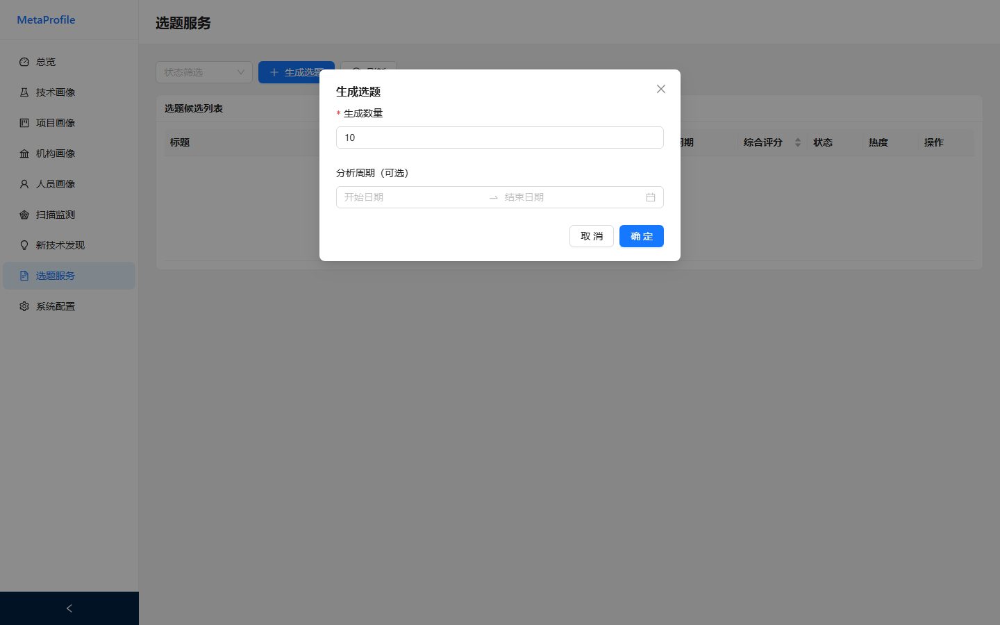 MetaProfile
总览
技术画像
项目画像
机构画像
人员画像
扫描监测
新技术发现
选题服务
系统配置
选题服务
状态筛选
生成选题
选题候选列表
标题
期 综合评分 状态 热度 操作
生成选题
* 生成数量
10
分析周期（可选）
开始日期 结束日期
取 消 确 定